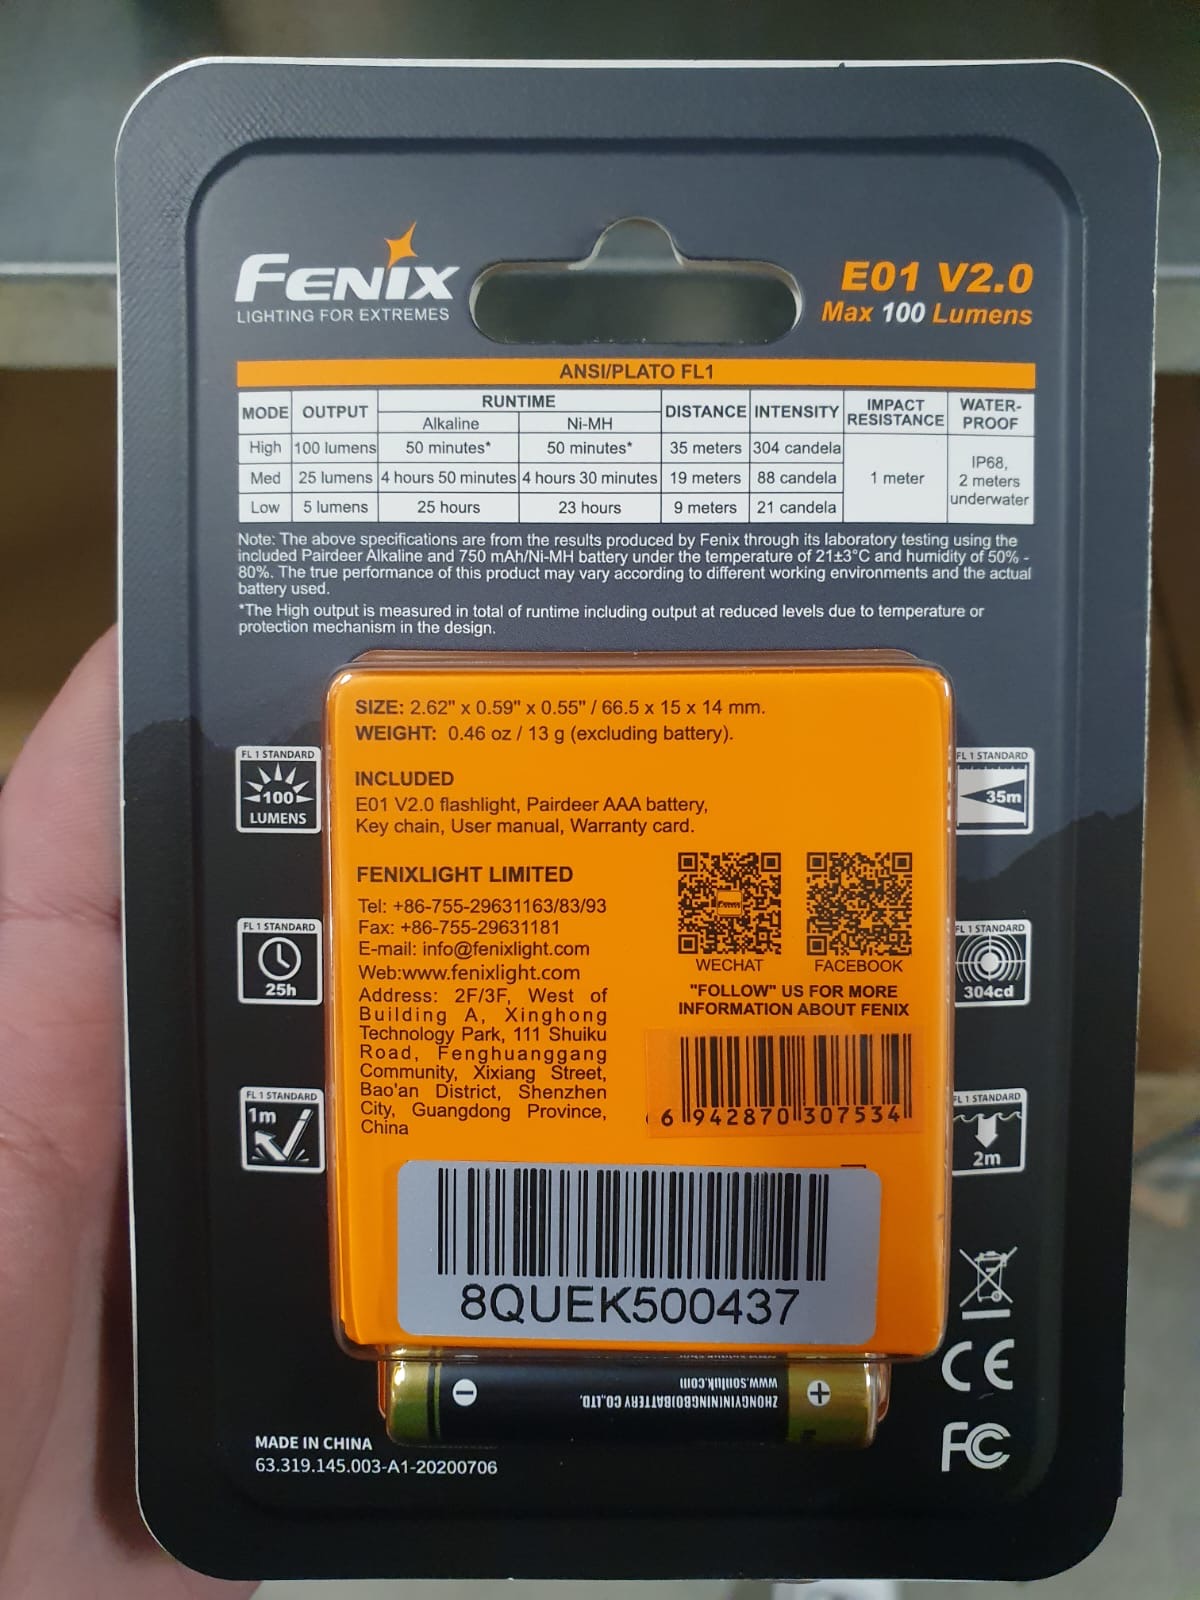 FENIX
LIGHTING FOR EXTREMES
E01 V2.0
Max 100 Lumens
ANSI/PLATO FL1
MODE OUTPUT RUNTIME DISTANCE INTENSITY IMPACT RESISTANCE WATER-PROOF
Alkaline Ni-MH
High 100 lumens 50 minutes* 50 minutes* 35 meters 304 candela
Med 25 lumens 4 hours 50 minutes 4 hours 30 minutes 19 meters 88 candela
Low 5 lumens 25 hours 23 hours 9 meters 21 candela
1 meter
IP68,
2 meters
underwater
Note: The above specifications are from the results produced by Fenix through its laboratory testing using the
included Pairdeer Alkaline and 750 mAh/Ni-MH battery under the temperature of 21±3°C and humidity of 50% -
80%. The true performance of this product may vary according to different working environments and the actual
battery used.
*The High output is measured in total of runtime including output at reduced levels due to temperature or
protection mechanism in the design.
SIZE: 2.62" x 0.59" x 0.55" / 66.5 x 15 x 14 mm.
WEIGHT: 0.46 oz / 13 g (excluding battery).
INCLUDED
E01 V2.0 flashlight, Pairdeer AAA battery,
Key chain, User manual, Warranty card.
FENIXLIGHT LIMITED
Tel: +86-755-29631163/83/93
Fax: +86-755-29631181
E-mail: info@fenixlight.com
Web:www.fenixlight.com
Address: 2F/3F, West of
Building A, Xinghong
Technology Park, 111 Shuiku
Road, Fenghuanggang
Community, Xixiang Street,
Bao'an District, Shenzhen
City, Guangdong Province,
China
FENIX
WECHAT
FACEBOOK
"FOLLOW" US FOR MORE
INFORMATION ABOUT FENIX
6 942870 307534
8QUEK500437
FL 1 STANDARD
100
LUMENS
FL 1 STANDARD
25h
FL 1 STANDARD
1m
FL 1 STANDARD
35m
FL 1 STANDARD
304cd
FL 1 STANDARD
2m
CE
FC
ZHONGYIN(NINGBO)BATTERY CO.,LTD.
www.sonluk.com
MADE IN CHINA
63.319.145.003-A1-20200706